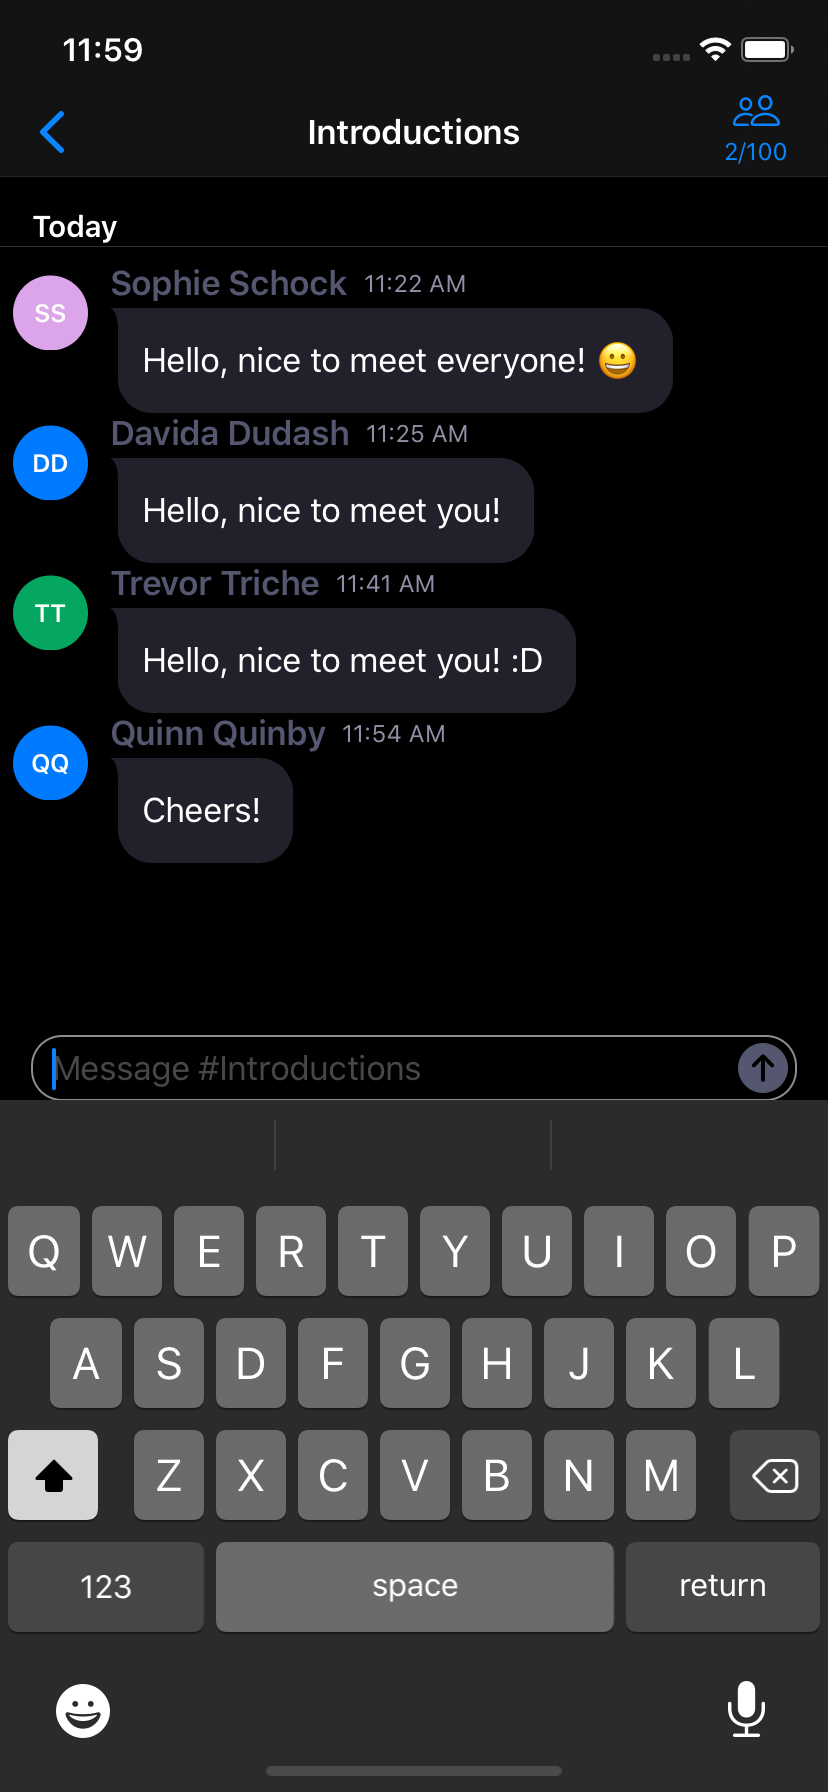 11:59
Introductions
2/100
Today
SS
Sophie Schock 11:22 AM
Hello, nice to meet everyone! 😀
DD
Davida Dudash 11:25 AM
Hello, nice to meet you!
TT
Trevor Triche 11:41 AM
Hello, nice to meet you! :D
QQ
Quinn Quinby 11:54 AM
Cheers!
Message #Introductions
Q W E R T Y U I O P
A S D F G H J K L
Z X C V B N M
123 space return